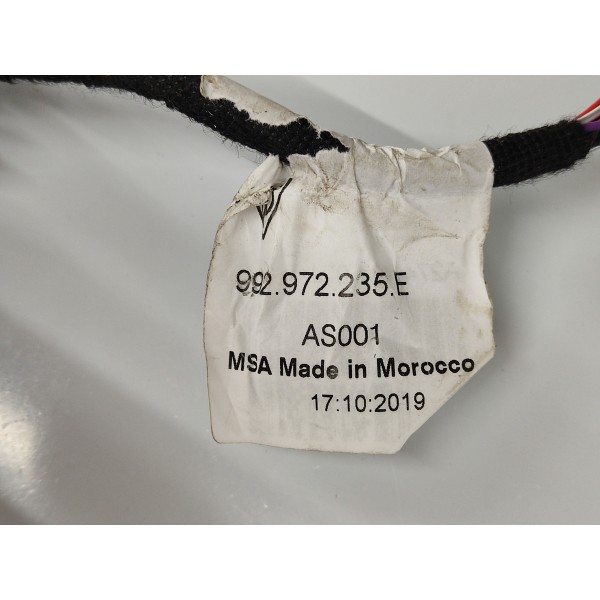 992.972.235.E
AS001
MSA Made in Morocco
17:10:2019